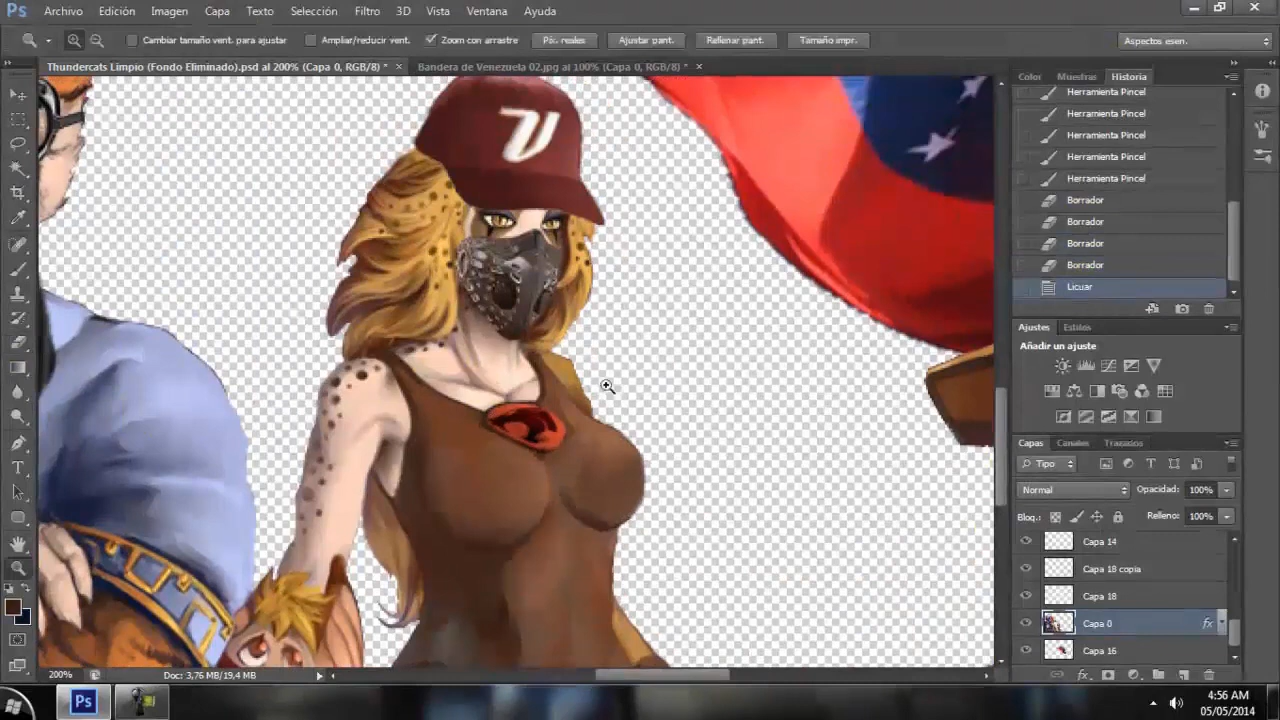 Ps Archivo Edición Imagen Capa Texto Selección Filtro 3D Vista Ventana Ayuda
Cambiar tamaño vent. para ajustar Ampliar/reducir vent. Zoom con arrastre Píx. reales Ajustar pant. Rellenar pant. Tamaño impr. Aspectos esen.
Thundercats Limpio (Fondo Eliminado).psd al 200% (Capa 0, RGB/8) * × Bandera de Venezuela 02.jpg al 100% (Capa 0, RGB/8) * ×
Color Muestras Historia
Herramienta Pincel
Herramienta Pincel
Herramienta Pincel
Herramienta Pincel
Herramienta Pincel
Borrador
Borrador
Borrador
Borrador
Licuar
Ajustes Estilos
Añadir un ajuste
Capas Canales Trazados
Tipo
Normal Opacidad: 100%
Bloq.: Relleno: 100%
Capa 14
Capa 18 copia
Capa 18
Capa 0 fx
Capa 16
fx
V
T
200% Doc: 3,76 MB/19,4 MB
Ps
4:56 AM
05/05/2014